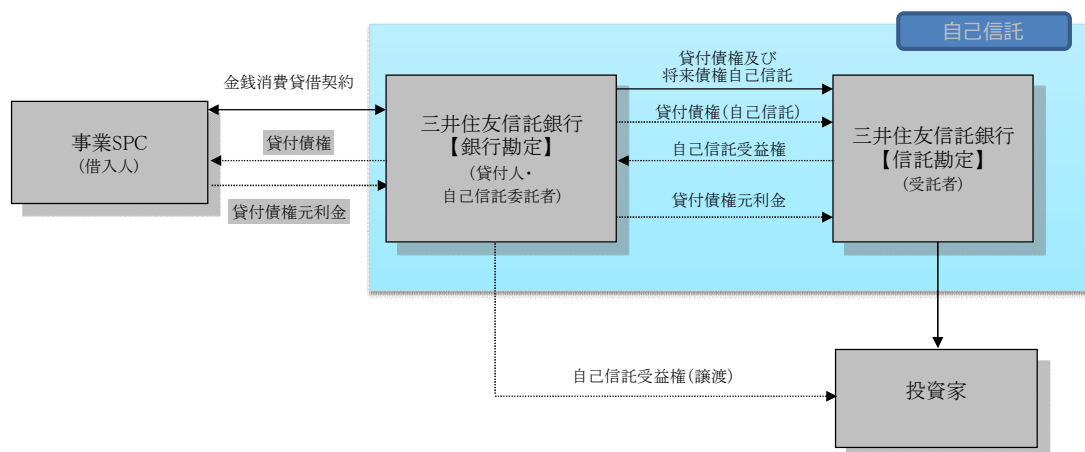 自己信託
貸付債権及び
将来債権自己信託
金銭消費貸借契約
貸付債権(自己信託)
事業SPC
(借入人)
貸付債権
三井住友信託銀行
【銀行勘定】
(貸付人・
自己信託委託者)
自己信託受益権
三井住友信託銀行
【信託勘定】
(受託者)
貸付債権元利金
貸付債権元利金
自己信託受益権(譲渡)
投資家